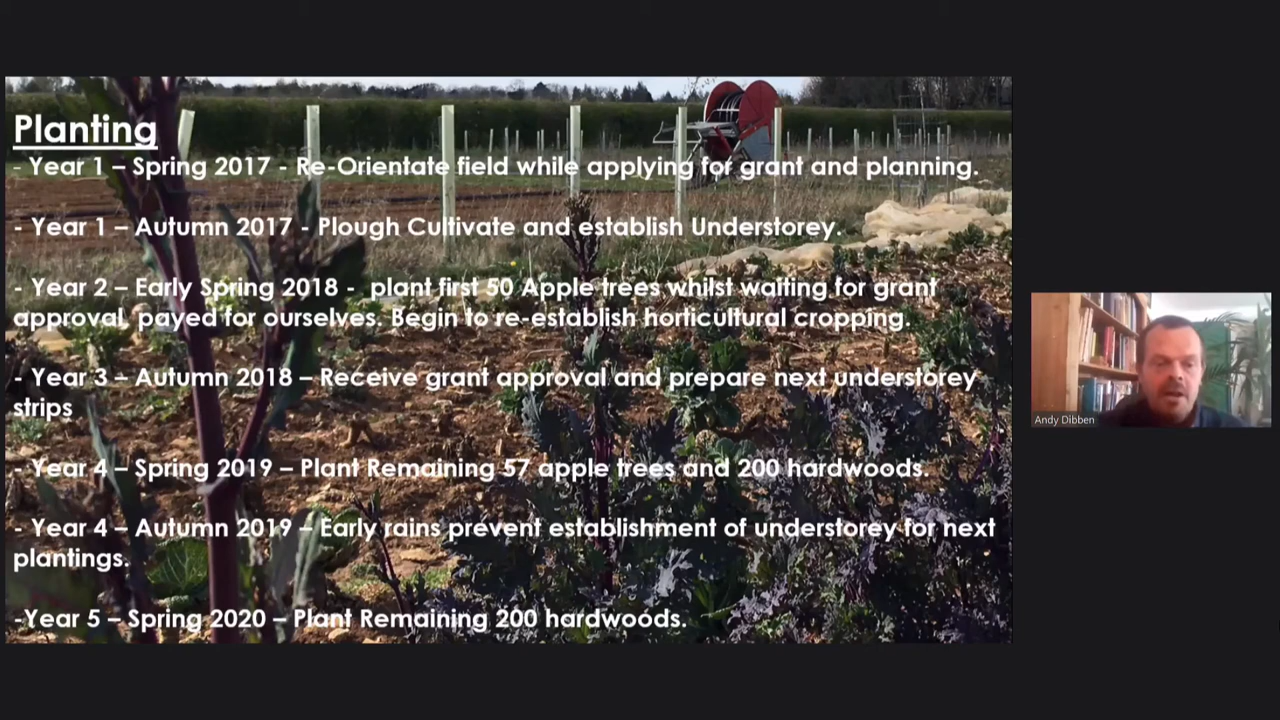 Planting
- Year 1 – Spring 2017 - Re-Orientate field while applying for grant and planning.
- Year 1 – Autumn 2017 - Plough Cultivate and establish Understorey.
- Year 2 – Early Spring 2018 - plant first 50 Apple trees whilst waiting for grant
approval, payed for ourselves. Begin to re-establish horticultural cropping.
- Year 3 – Autumn 2018 – Receive grant approval and prepare next understorey
strips
- Year 4 – Spring 2019 – Plant Remaining 57 apple trees and 200 hardwoods.
- Year 4 – Autumn 2019 – Early rains prevent establishment of understorey for next
plantings.
-Year 5 – Spring 2020 – Plant Remaining 200 hardwoods.
Andy Dibben